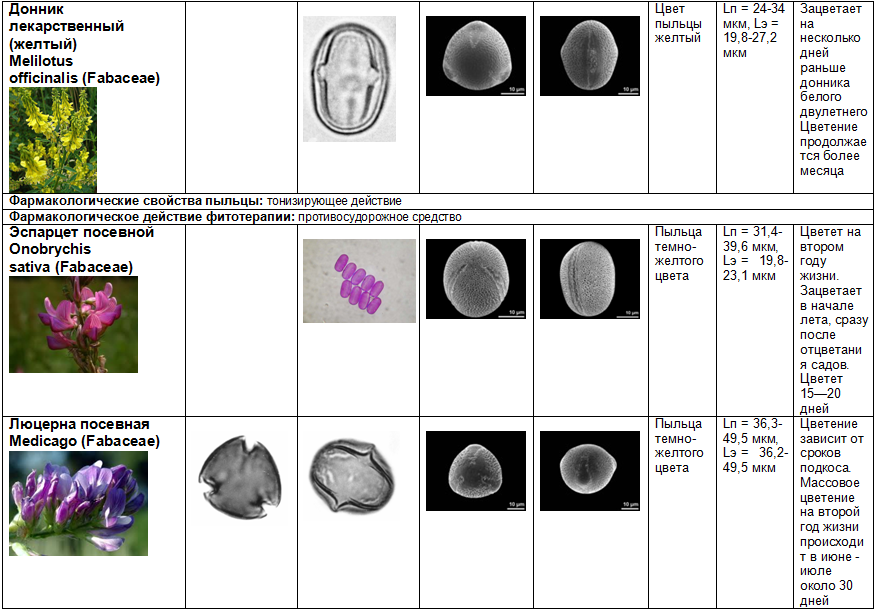 Донник
лекарственный
(желтый)
Melilotus
officinalis (Fabaceae)
Цвет
пыльцы
желтый
Lп = 24-34
мкм, Lэ =
19,8-27,2
мкм
Зацветает
на
несколько
дней
раньше
донника
белого
двулетнего
Цветение
продолжае
тся более
месяца
10 μm
10 μm
Фармакологические свойства пыльцы: тонизирующее действие
Фармакологическое действие фитотерапии: противосудорожное средство
Эспарцет посевной
Onobrychis
sativa (Fabaceae)
10 μm
10 μm
Пыльца
темно-
желтого
цвета
Lп = 31,4-
39,6 мкм,
Lэ = 19,8-
23,1 мкм
Цветет на
втором
году
жизни.
Зацветает
в начале
лета, сразу
после
отцветани
я садов.
Цветет
15—20
дней
Люцерна посевная
Medicago (Fabaceae)
10 μm
10 μm
Пыльца
темно-
желтого
цвета
Lп = 36,3-
49,5 мкм,
Lэ = 36,2-
49,5 мкм
Цветение
зависит от
сроков
подкоса.
Массовое
цветение
на второй
год жизни
происходи
т в июне -
июле
около 30
дней